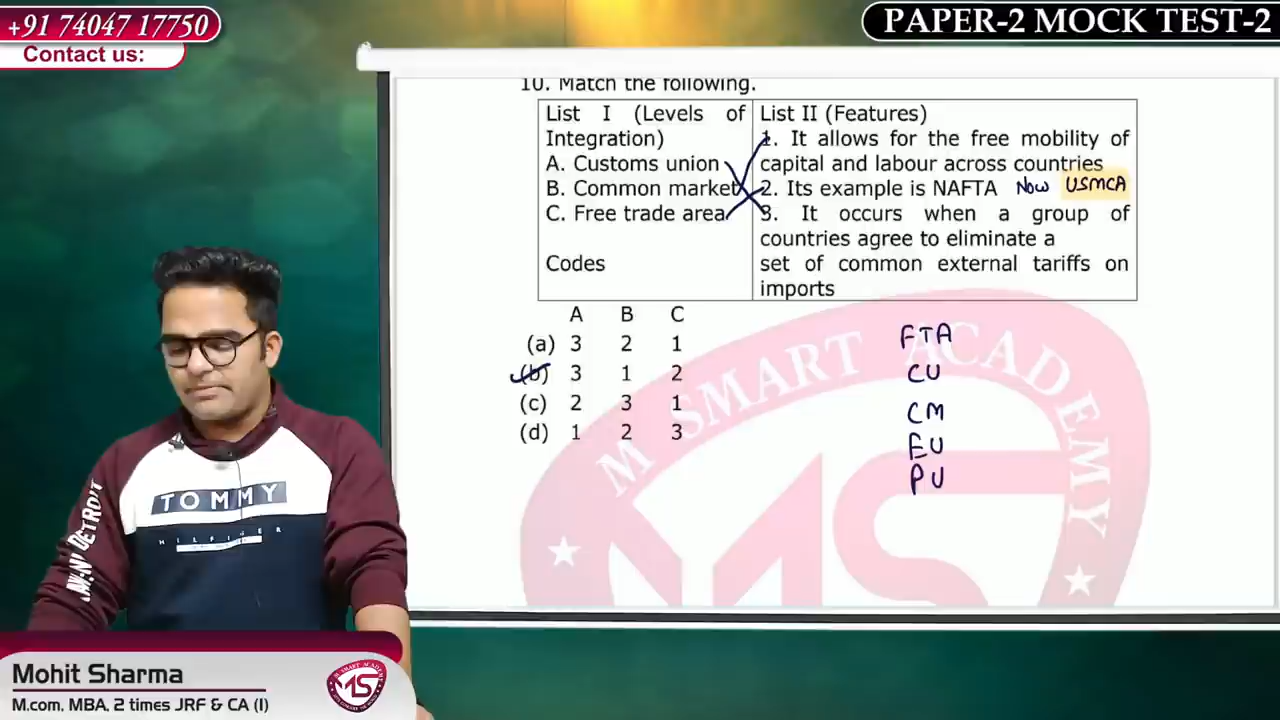 +91 74047 17750
Contact us:
PAPER-2 MOCK TEST-2
10. Match the following.
List I (Levels of Integration)
A. Customs union
B. Common market
C. Free trade area
Codes
List II (Features)
1. It allows for the free mobility of
capital and labour across countries
2. Its example is NAFTA Now USMCA
3. It occurs when a group of
countries agree to eliminate a
set of common external tariffs on
imports
A B C
(a) 3 2 1
(b) 3 1 2
(c) 2 3 1
(d) 1 2 3
FTA
CU
CM
EU
PU
M SMART ACADEMY
MS
TOMMY
HILFIGER
Mohit Sharma
M.com, MBA, 2 times JRF & CA (I)
M SMART ACADEMY
MS